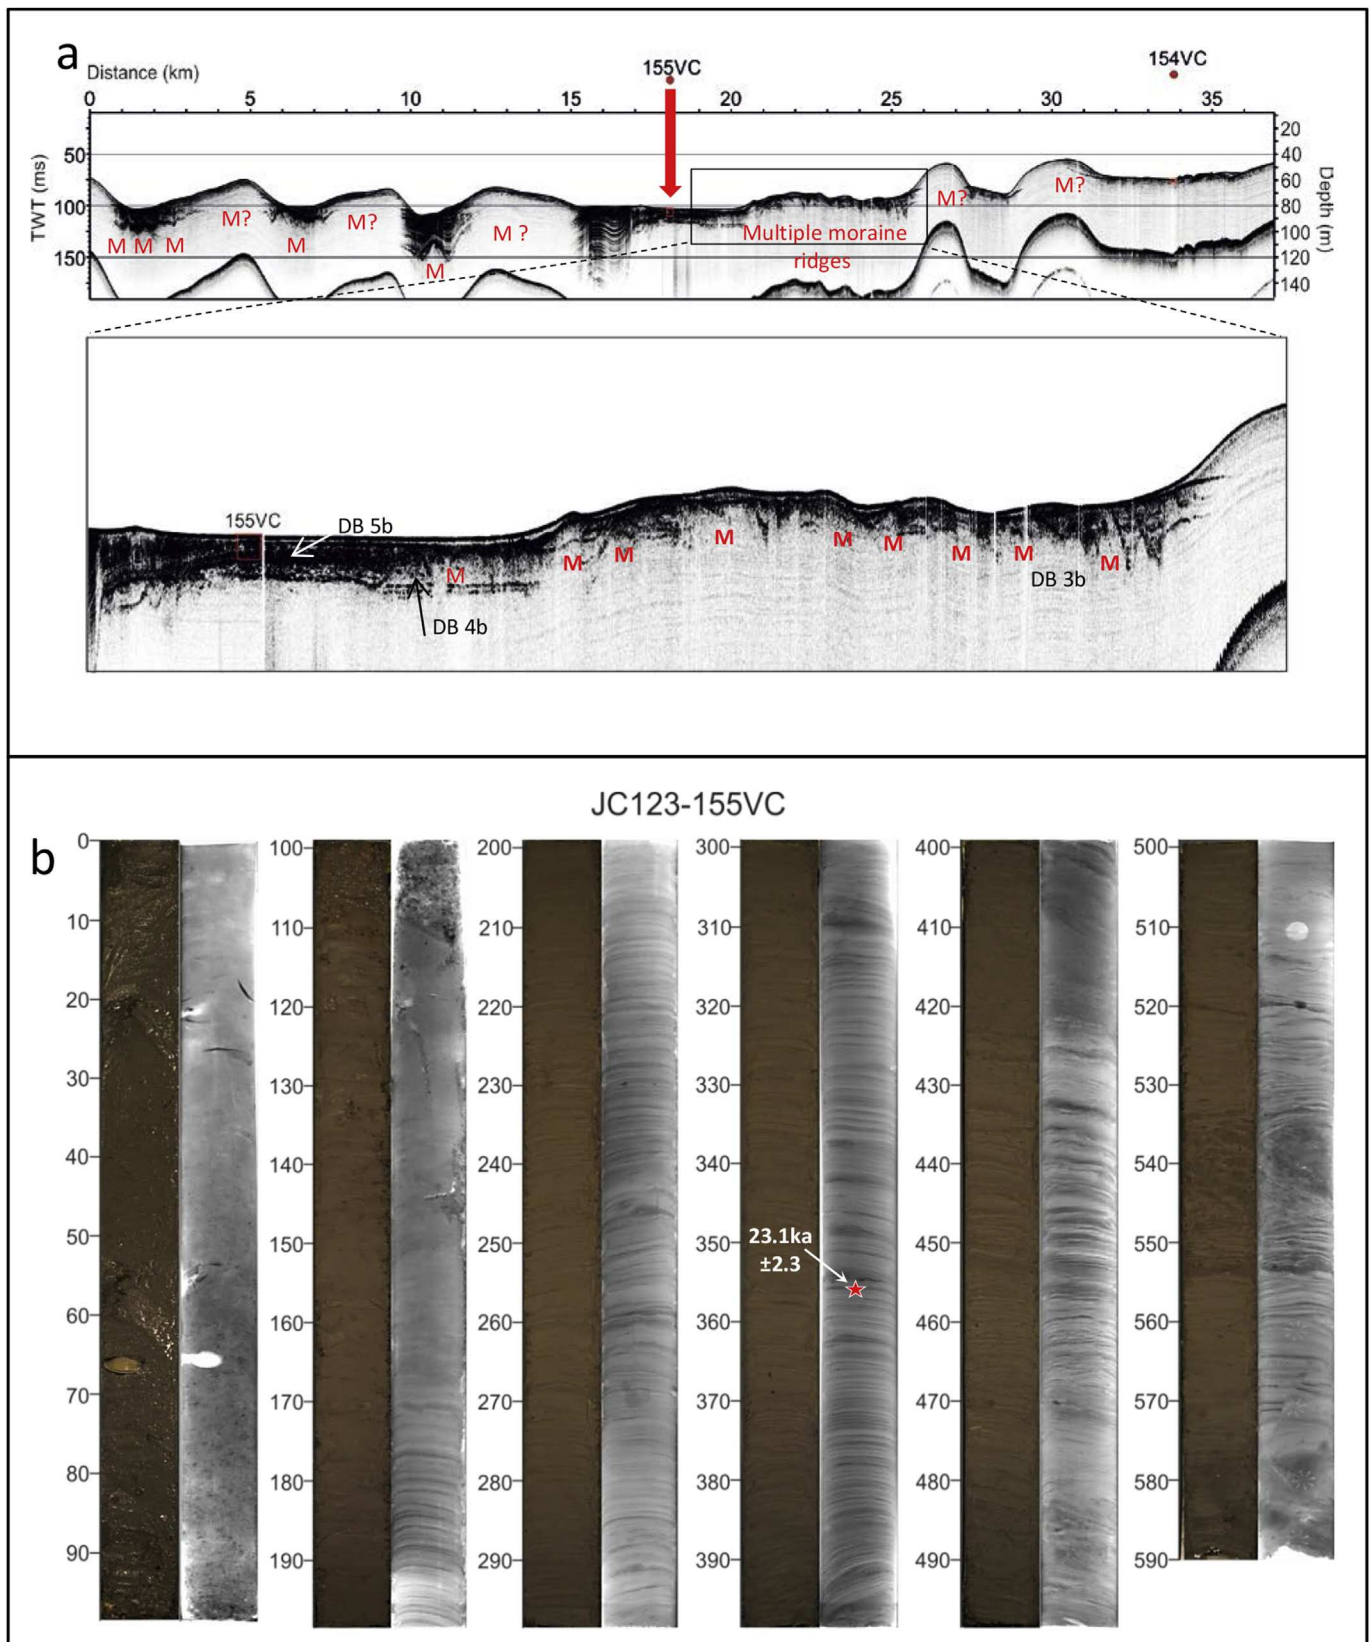 a
Distance (km)
155VC
154VC
0 5 10 15 20 25 30 35
TWT (ms)
50
100
150
20
40
60
80
100
120
140
Depth (m)
M M M M? M M? M M ? M? M?
Multiple moraine
ridges
155VC
DB 5b
DB 4b
M M M M M M M M M
DB 3b
JC123-155VC
b
0 10 20 30 40 50 60 70 80 90
100 110 120 130 140 150 160 170 180 190
200 210 220 230 240 250 260 270 280 290
300 310 320 330 340 350 360 370 380 390
23.1ka
±2.3
400 410 420 430 440 450 460 470 480 490
500 510 520 530 540 550 560 570 580 590